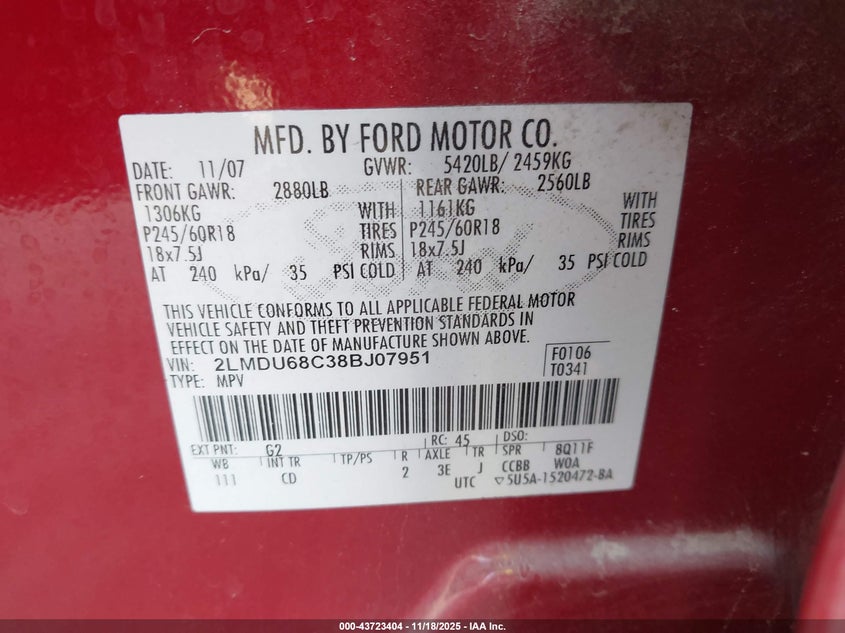 MFD. BY FORD MOTOR CO.
DATE: 11/07 GVWR: 5420LB/ 2459KG
FRONT GAWR: 2880LB REAR GAWR: 2560LB
1306KG WITH 1161KG WITH
P245/60R18 TIRES P245/60R18 TIRES
18x7.5J RIMS 18x7.5J RIMS
AT 240 kPa/ 35 PSI COLD AT 240 kPa/ 35 PSI COLD
THIS VEHICLE CONFORMS TO ALL APPLICABLE FEDERAL MOTOR
VEHICLE SAFETY AND THEFT PREVENTION STANDARDS IN
EFFECT ON THE DATE OF MANUFACTURE SHOWN ABOVE.
VIN: 2LMDU68C38BJ07951 F0106
TYPE: MPV T0341
EXT PNT: G2 RC: 45 DSO:
WB INT TR TP/PS R AXLE TR SPR 8Q11F
111 CD 2 3E J CCBB W0A
UTC ▽5U5A-1520472-BA
000-43723404 - 11/18/2025 - IAA Inc.